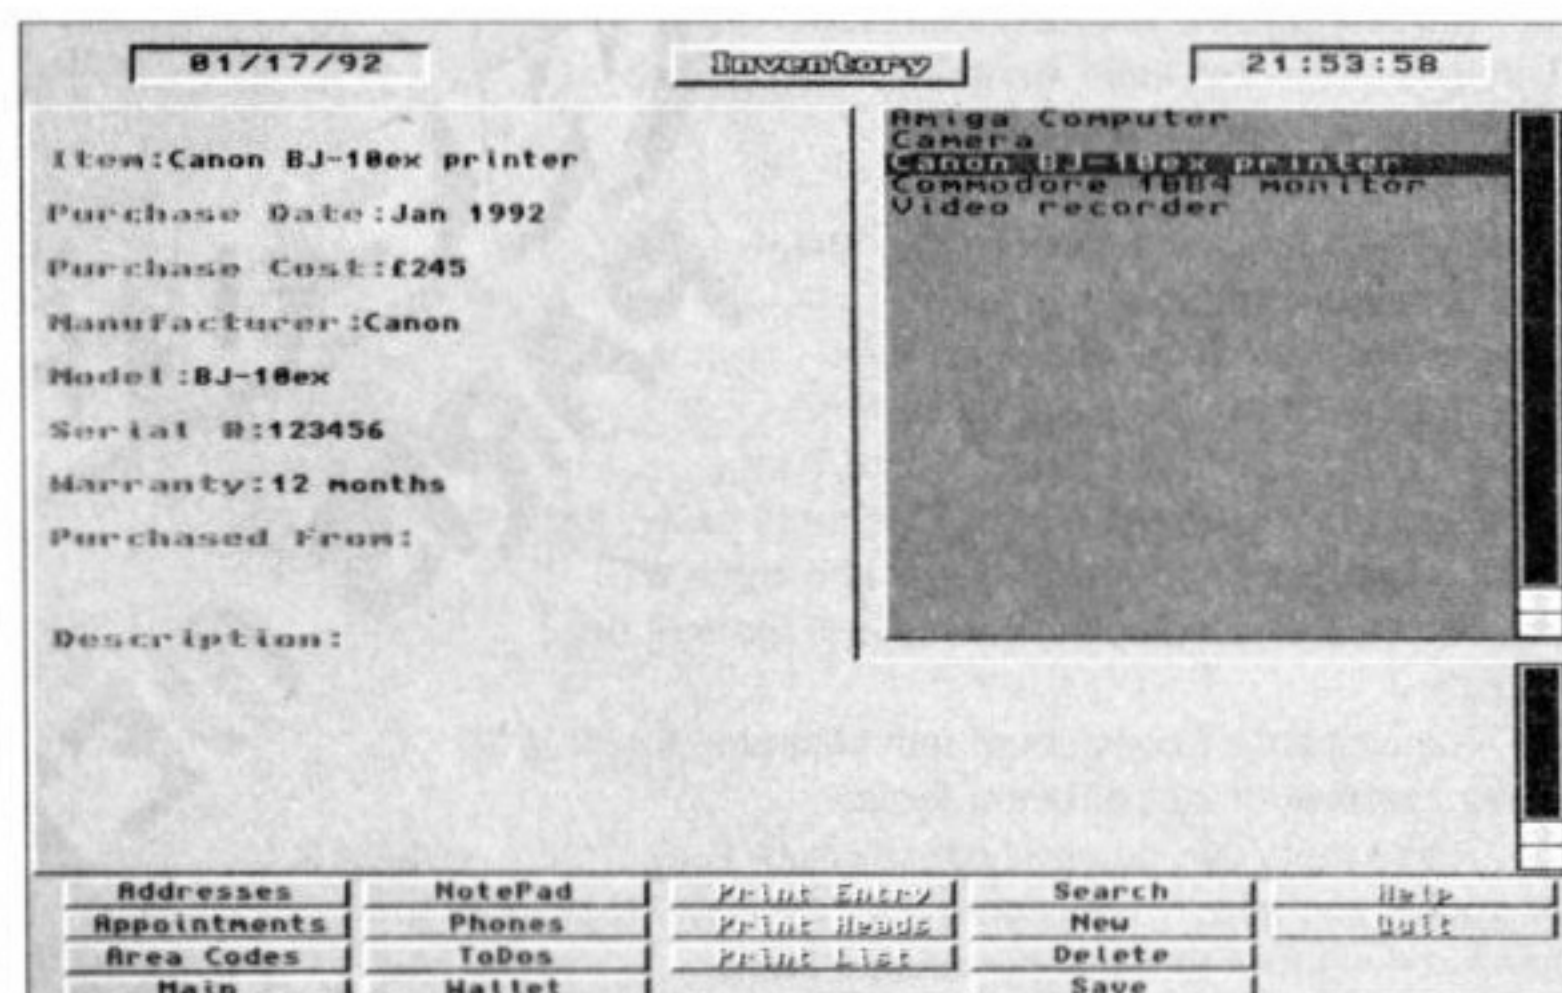 01/17/92
Inventory
21:53:58
Item:Canon BJ-10ex printer
Purchase Date:Jan 1992
Purchase Cost:£245
Manufacturer:Canon
Model:BJ-10ex
Serial #:123456
Warranty:12 months
Purchased From:
Description:
Amiga Computer
Camera
Canon BJ-10ex printer
Commodore 1084 monitor
Video recorder
Addresses NotePad Print Entry Search Help
Appointments Phones Print Heads New Quit
Area Codes ToDos Print List Delete
Main Wallet Save